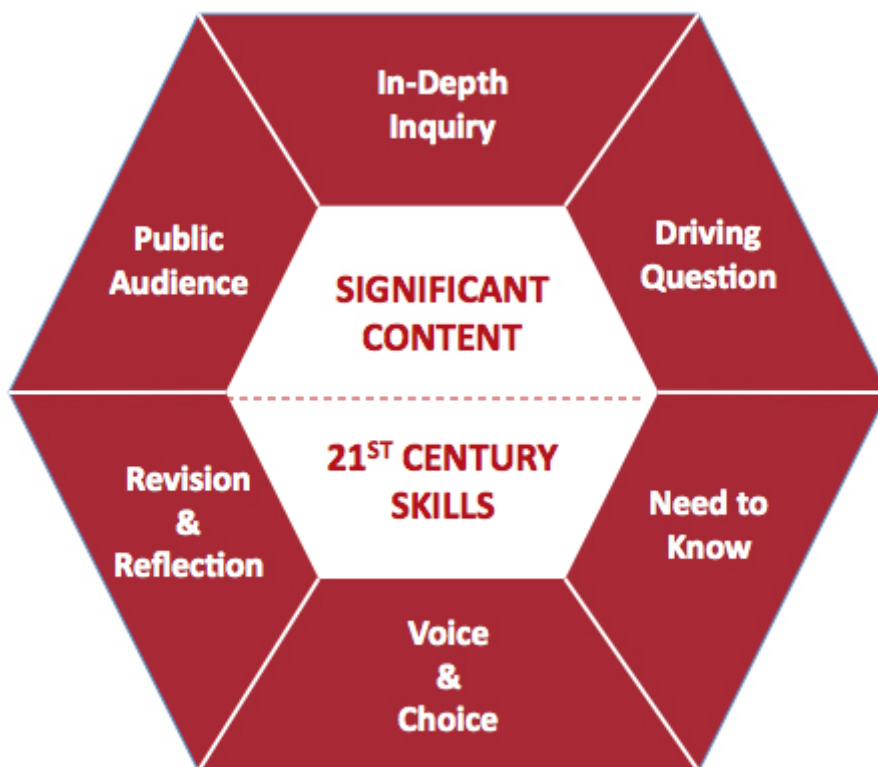 In-Depth
Inquiry
Driving
Question
Need to
Know
Voice
&
Choice
Revision
&
Reflection
Public
Audience
SIGNIFICANT
CONTENT
21ST CENTURY
SKILLS